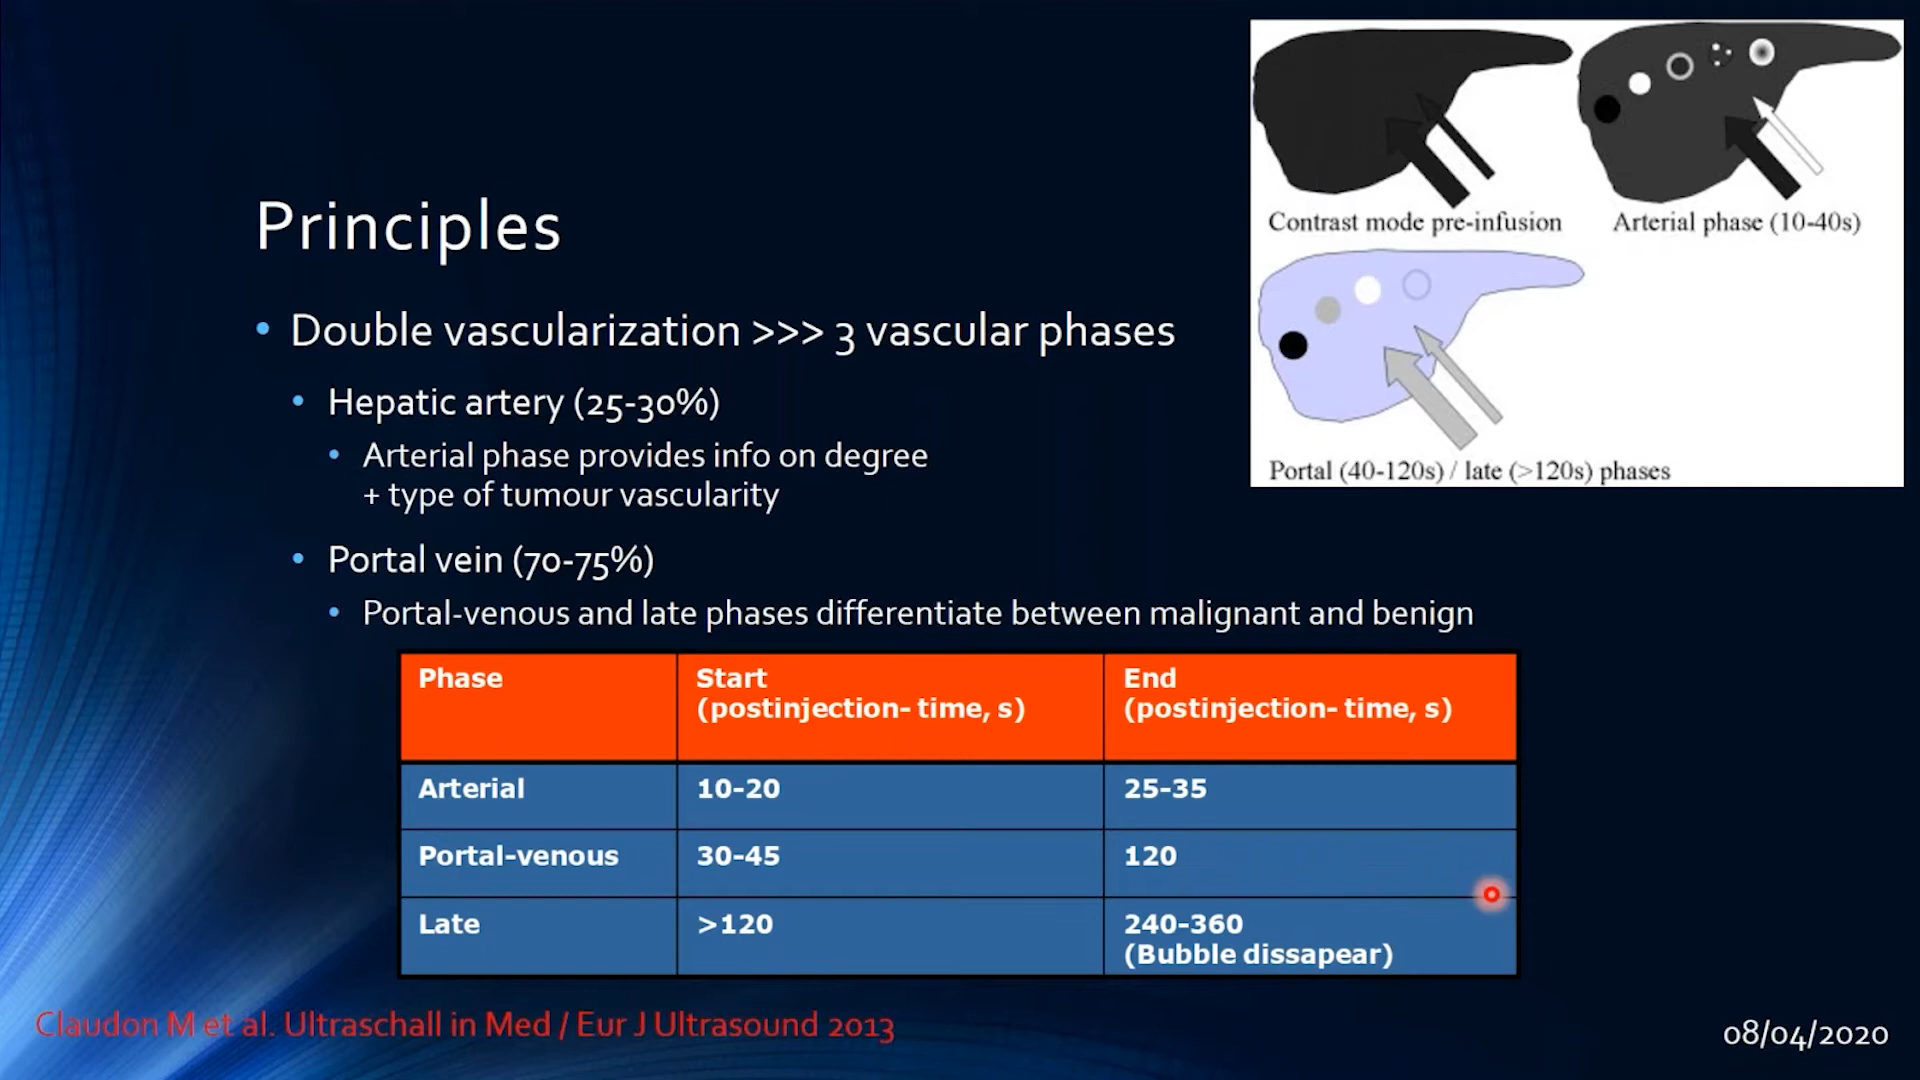 Contrast mode pre-infusion
Arterial phase (10-40s)
Portal (40-120s) / late (>120s) phases
Principles
Double vascularization >>> 3 vascular phases
Hepatic artery (25-30%)
Arterial phase provides info on degree
+ type of tumour vascularity
Portal vein (70-75%)
Portal-venous and late phases differentiate between malignant and benign
Phase
Start
(postinjection- time, s)
End
(postinjection- time, s)
Arterial
10-20
25-35
Portal-venous
30-45
120
Late
>120
240-360
(Bubble dissapear)
Claudon M et al. Ultraschall in Med / Eur J Ultrasound 2013
08/04/2020